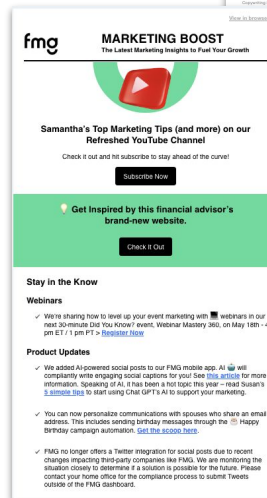 View in browser
fmg
MARKETING BOOST
The Latest Marketing Insights to Fuel Your Growth
Samantha's Top Marketing Tips (and more) on our
Refreshed YouTube Channel
Check it out and hit subscribe to stay ahead of the curve!
Subscribe Now
Get Inspired by this financial advisor's
brand-new website.
Check It Out
Stay in the Know
Webinars
✓ We're sharing how to level up your event marketing with 💻 webinars in our
next 30-minute Did You Know? event, Webinar Mastery 360, on May 18th - 4
pm ET / 1 pm PT > Register Now
Product Updates
✓ We added AI-powered social posts to our FMG mobile app. AI 🤖 will
compliantly write engaging social captions for you! See this article for more
information. Speaking of AI, it has been a hot topic this year – read Susan's
5 simple tips to start using Chat GPT's AI to support your marketing.
✓ You can now personalize communications with spouses who share an email
address. This includes sending birthday messages through the 🎂 Happy
Birthday campaign automation. Get the scoop here.
✓ FMG no longer offers a Twitter integration for social posts due to recent
changes impacting third-party companies like FMG. We are monitoring the
situation closely to determine if a solution is possible for the future. Please
contact your home office for the compliance process to submit Tweets
outside of the FMG dashboard.